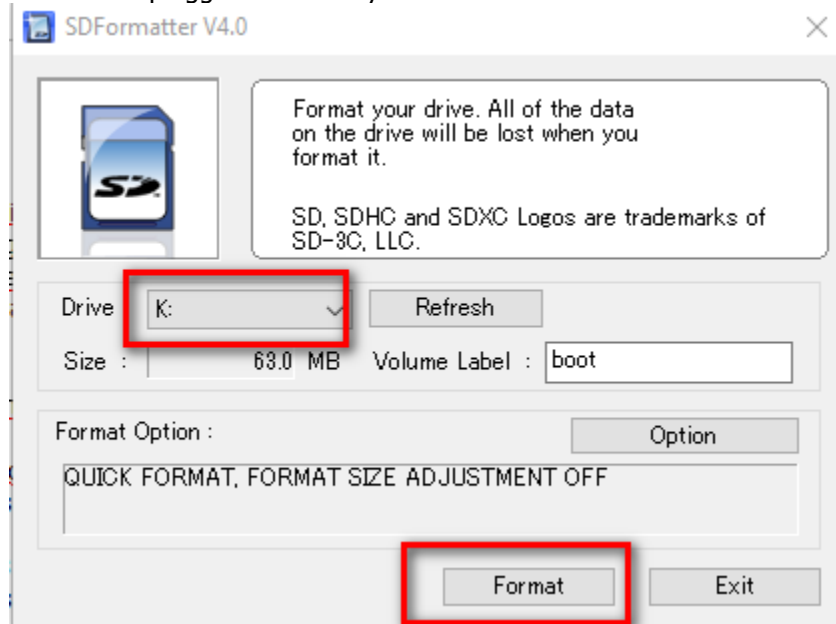 SDFormatter V4.0
Format your drive. All of the data
on the drive will be lost when you
format it.
SD, SDHC and SDXC Logos are trademarks of
SD-3C, LLC.
SD
Drive K: Refresh
Size : 63.0 MB Volume Label : boot
Format Option : Option
QUICK FORMAT, FORMAT SIZE ADJUSTMENT OFF
Format Exit